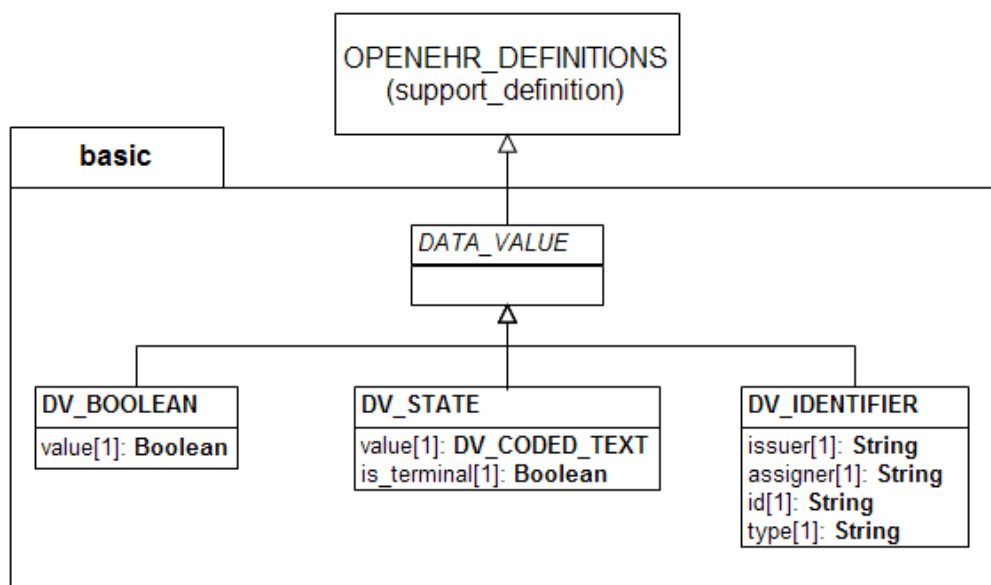 OPENEHR_DEFINITIONS
(support_definition)
basic
DATA_VALUE
DV_BOOLEAN
value[1]: Boolean
DV_STATE
value[1]: DV_CODED_TEXT
is_terminal[1]: Boolean
DV_IDENTIFIER
issuer[1]: String
assigner[1]: String
id[1]: String
type[1]: String